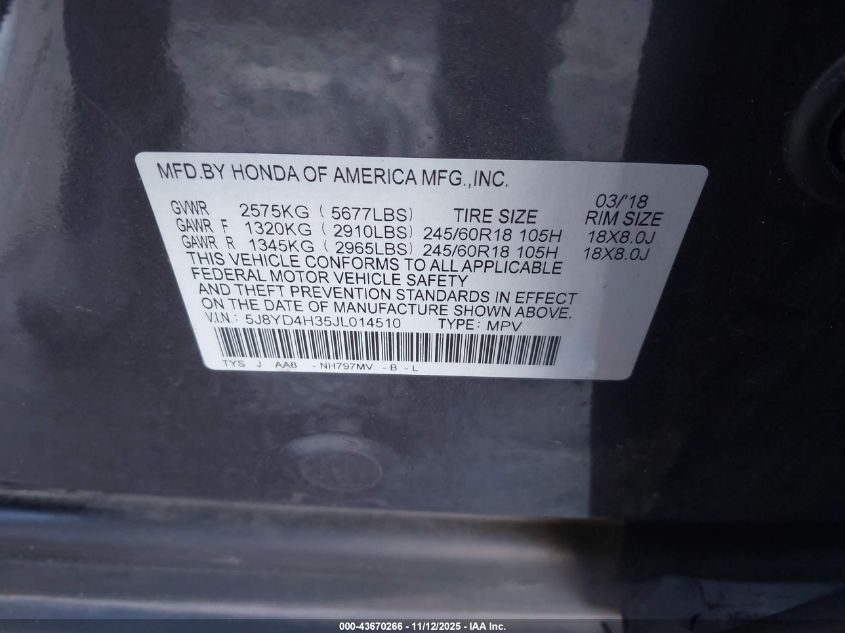 MFD.BY HONDA OF AMERICA MFG.,INC.
03/'18
GVWR 2575KG ( 5677LBS) TIRE SIZE RIM SIZE
GAWR F 1320KG ( 2910LBS) 245/60R18 105H 18X8.0J
GAWR R 1345KG ( 2965LBS) 245/60R18 105H 18X8.0J
THIS VEHICLE CONFORMS TO ALL APPLICABLE
FEDERAL MOTOR VEHICLE SAFETY
AND THEFT PREVENTION STANDARDS IN EFFECT
ON THE DATE OF MANUFACTURE SHOWN ABOVE.
V.I.N.: 5J8YD4H35JL014510 TYPE: MPV
TYS J AA8 -NH797MV -B -L
000-43670266 - 11/12/2025 - IAA Inc.